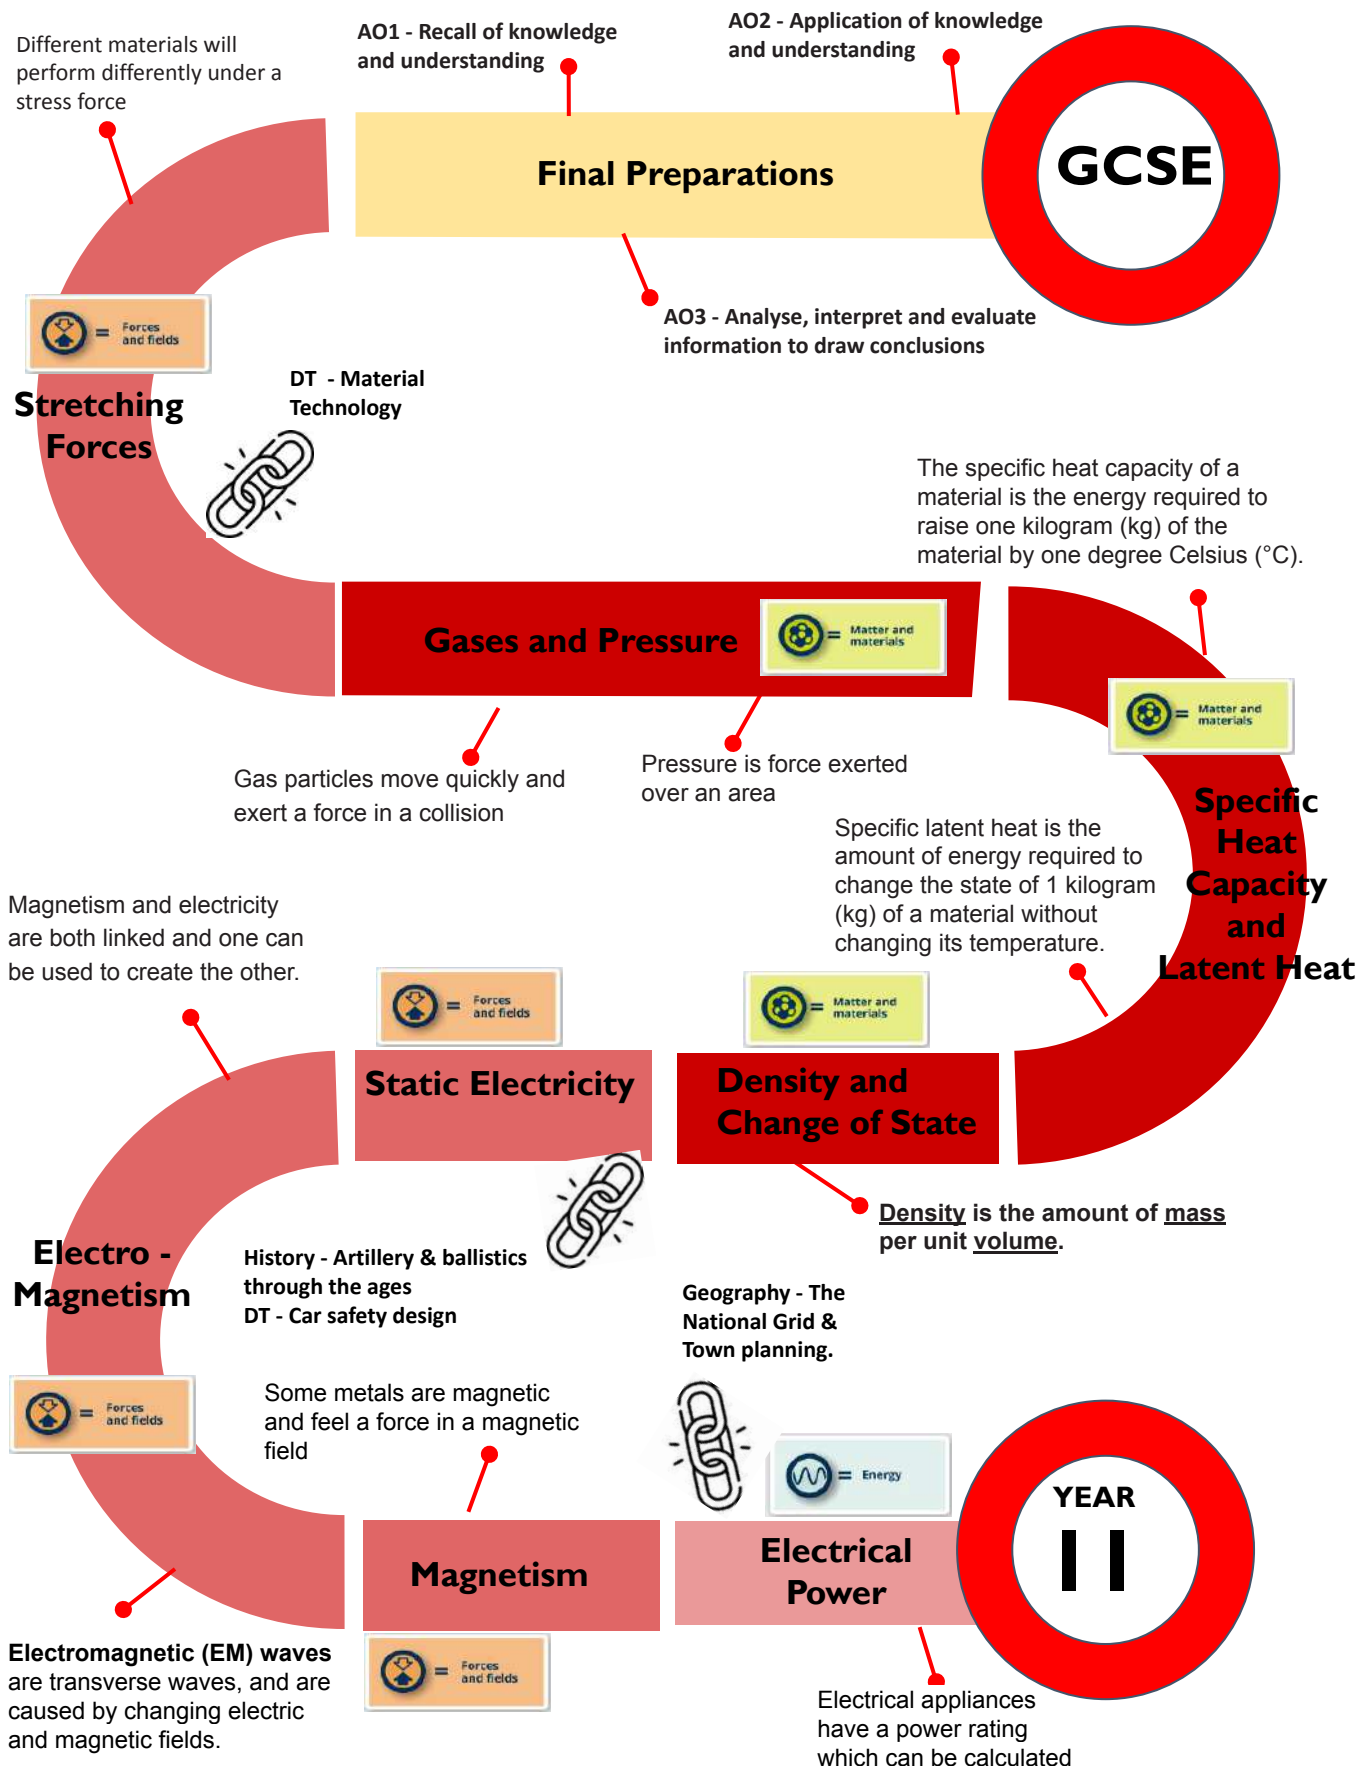 Different materials will
perform differently under a
stress force
AO1 - Recall of knowledge
and understanding
AO2 - Application of knowledge
and understanding
Final Preparations
GCSE
AO3 - Analyse, interpret and evaluate
information to draw conclusions
= Forces
and fields
Stretching
Forces
DT - Material
Technology
The specific heat capacity of a
material is the energy required to
raise one kilogram (kg) of the
material by one degree Celsius (°C).
Gases and Pressure
= Matter and
materials
= Matter and
materials
Gas particles move quickly and
exert a force in a collision
Pressure is force exerted
over an area
Specific
Heat
Capacity
and
Latent Heat
Specific latent heat is the
amount of energy required to
change the state of 1 kilogram
(kg) of a material without
changing its temperature.
Magnetism and electricity
are both linked and one can
be used to create the other.
= Forces
and fields
= Matter and
materials
Static Electricity
Density and
Change of State
Density is the amount of mass
per unit volume.
Electro -
Magnetism
History - Artillery & ballistics
through the ages
DT - Car safety design
Geography - The
National Grid &
Town planning.
= Forces
and fields
Some metals are magnetic
and feel a force in a magnetic
field
= Energy
YEAR
11
Magnetism
Electrical
Power
= Forces
and fields
Electromagnetic (EM) waves
are transverse waves, and are
caused by changing electric
and magnetic fields.
Electrical appliances
have a power rating
which can be calculated